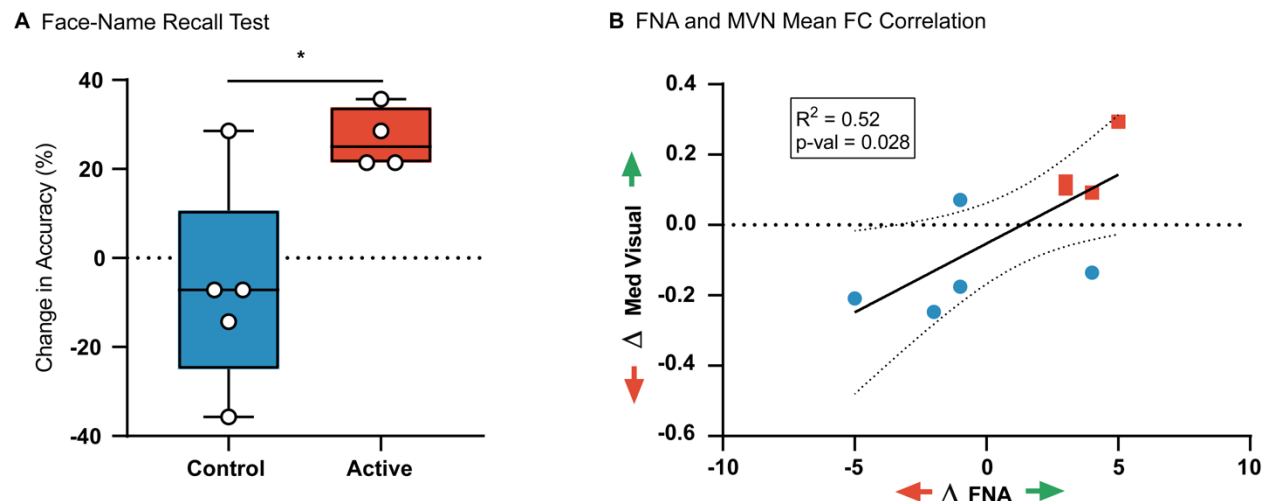 A Face-Name Recall Test
*
40
20
0
-20
-40
Change in Accuracy (%)
Control
Active
B FNA and MVN Mean FC Correlation
R² = 0.52
p-val = 0.028
0.4
0.2
0.0
-0.2
-0.4
-0.6
Δ Med Visual
-10
-5
0
5
10
Δ FNA